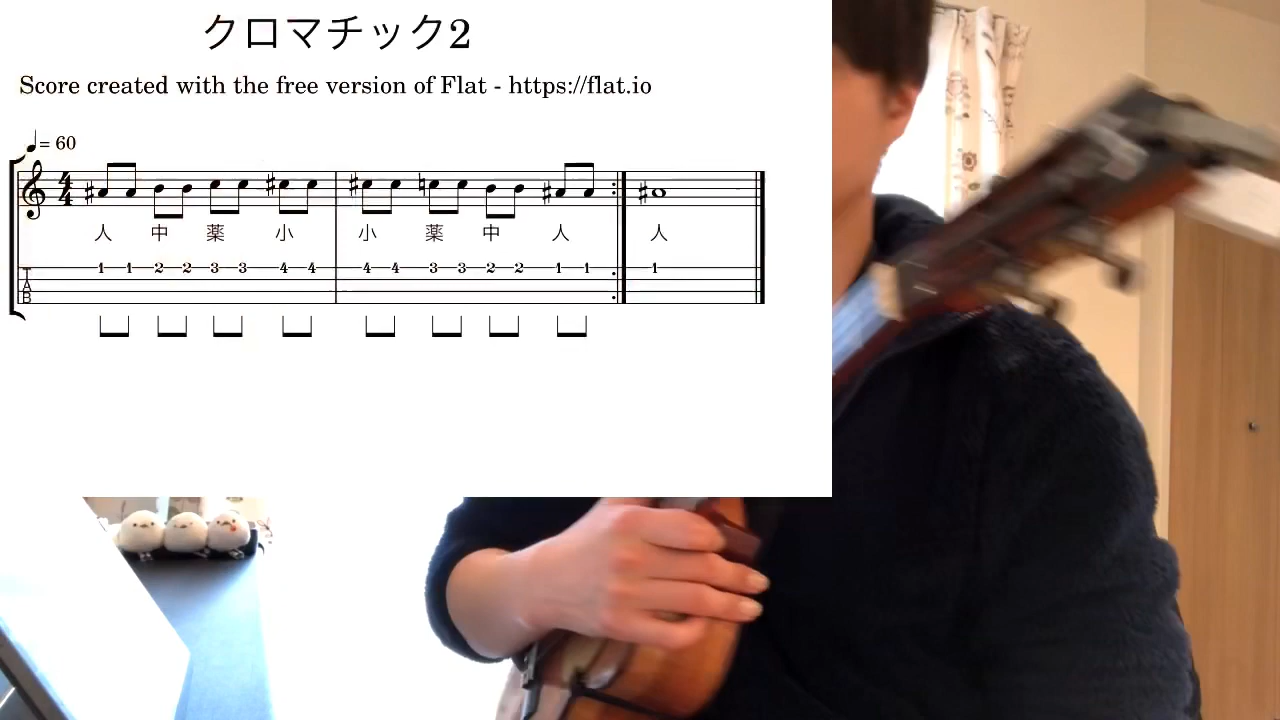 クロマチック2
Score created with the free version of Flat - https://flat.io
♩= 60
4
4
人 中 薬 小 小 薬 中 人 人
1 1 2 2 3 3 4 4 4 4 3 3 2 2 1 1 1